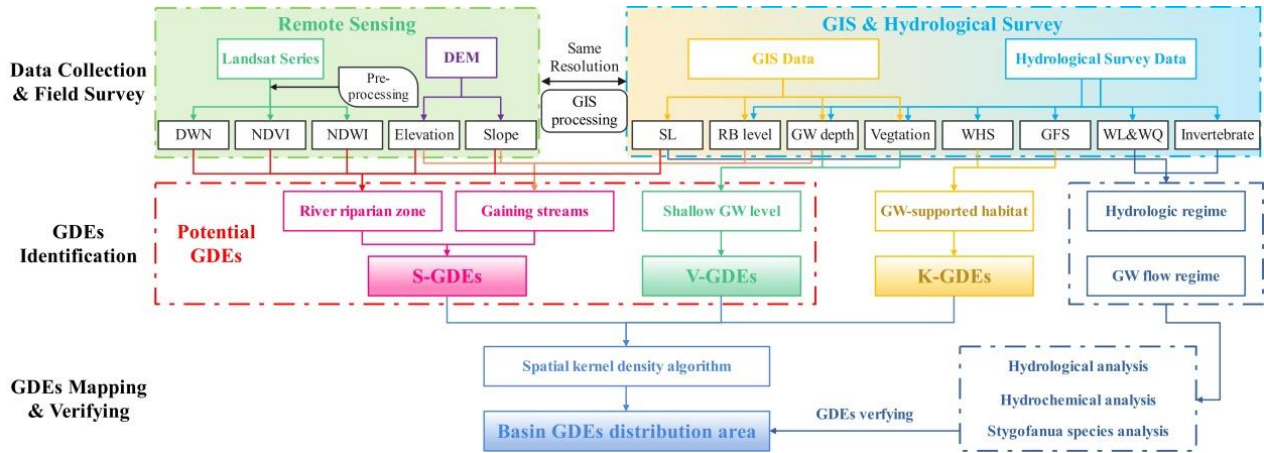 Remote Sensing
GIS & Hydrological Survey
Landsat Series
DEM
Same
Resolution
GIS Data
Hydrological Survey Data
Data Collection
& Field Survey
Pre-
processing
GIS
processing
DWN
NDVI
NDWI
Elevation
Slope
SL
RB level
GW depth
Vegtation
WHS
GFS
WL&WQ
Invertebrate
GDEs
Identification
Potential
GDEs
River riparian zone
Gaining streams
Shallow GW level
GW-supported habitat
Hydrologic regime
S-GDEs
V-GDEs
K-GDEs
GW flow regime
GDEs Mapping
& Verifying
Spatial kernel density algorithm
Hydrological analysis
Hydrochemical analysis
Stygofanua species analysis
GDEs verfying
Basin GDEs distribution area